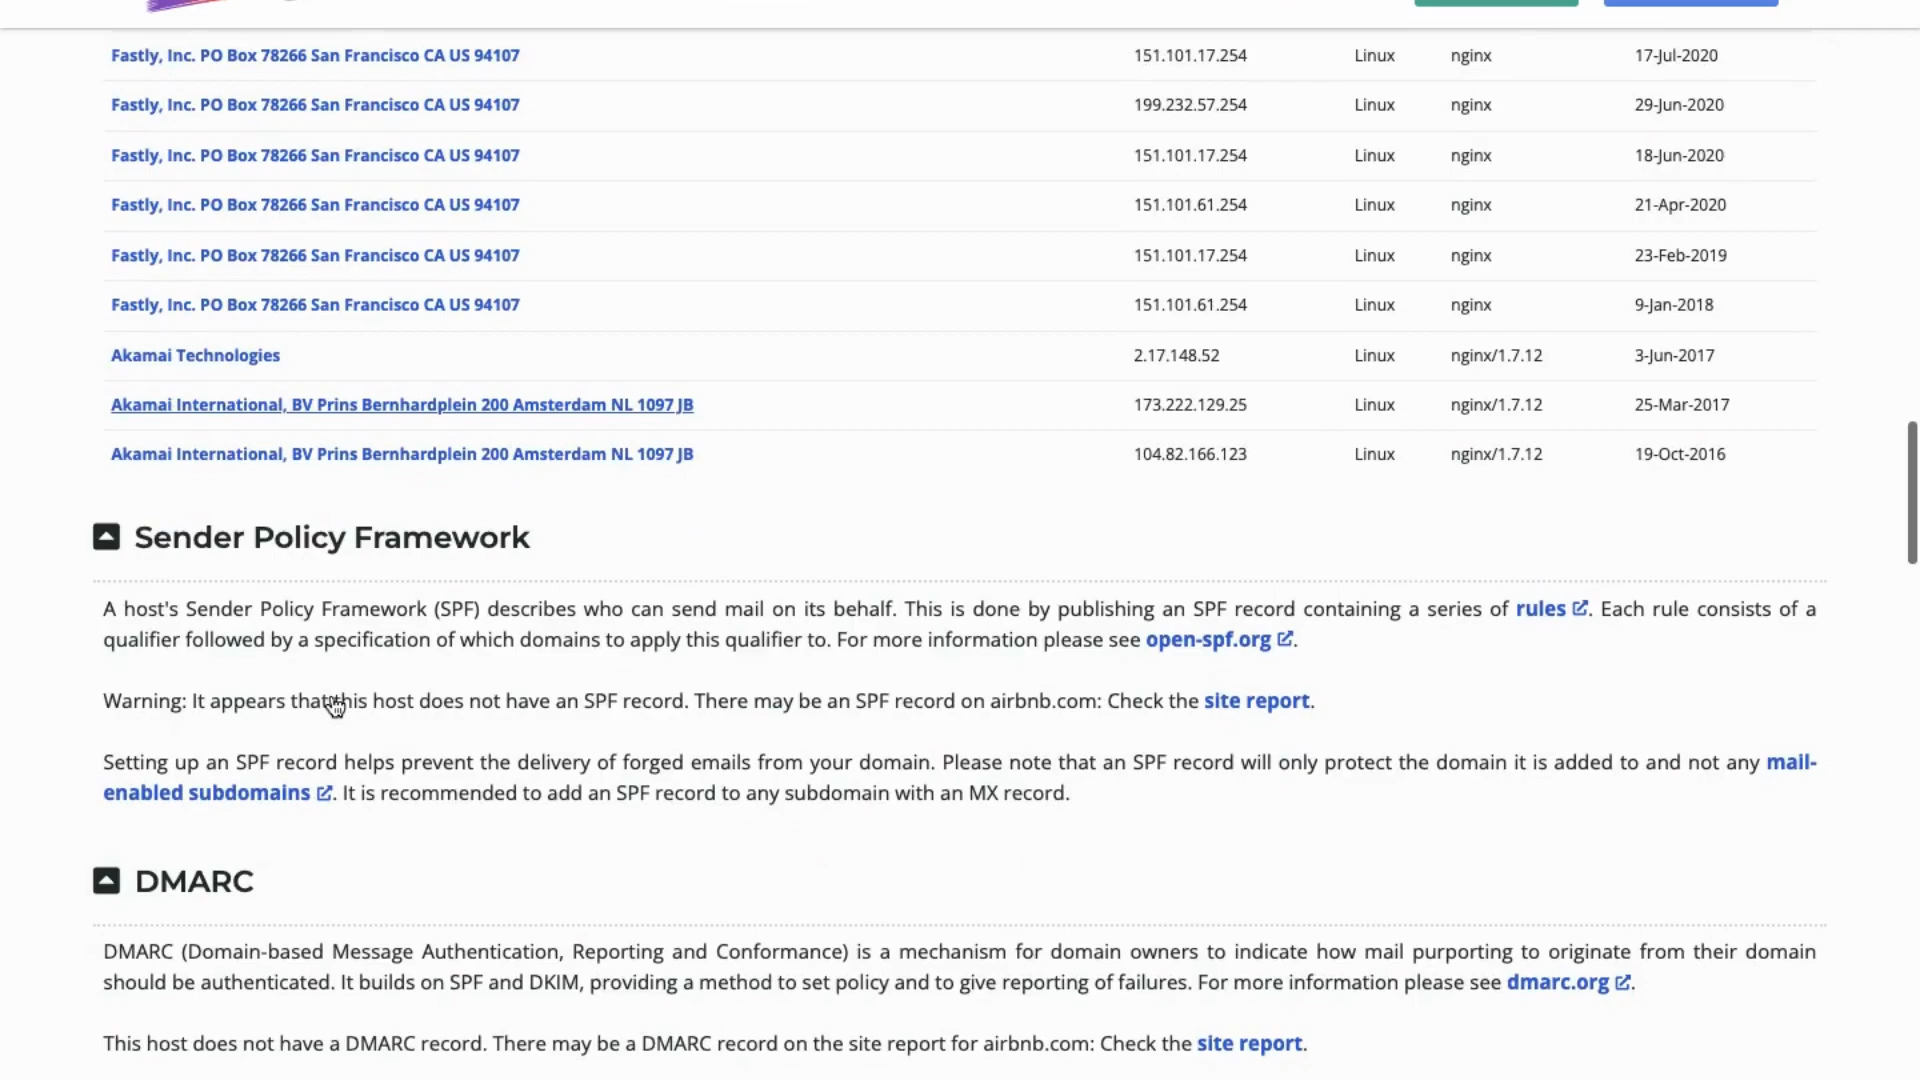 Fastly, Inc. PO Box 78266 San Francisco CA US 94107 151.101.17.254 Linux nginx 17-Jul-2020
Fastly, Inc. PO Box 78266 San Francisco CA US 94107 199.232.57.254 Linux nginx 29-Jun-2020
Fastly, Inc. PO Box 78266 San Francisco CA US 94107 151.101.17.254 Linux nginx 18-Jun-2020
Fastly, Inc. PO Box 78266 San Francisco CA US 94107 151.101.61.254 Linux nginx 21-Apr-2020
Fastly, Inc. PO Box 78266 San Francisco CA US 94107 151.101.17.254 Linux nginx 23-Feb-2019
Fastly, Inc. PO Box 78266 San Francisco CA US 94107 151.101.61.254 Linux nginx 9-Jan-2018
Akamai Technologies 2.17.148.52 Linux nginx/1.7.12 3-Jun-2017
Akamai International, BV Prins Bernhardplein 200 Amsterdam NL 1097 JB 173.222.129.25 Linux nginx/1.7.12 25-Mar-2017
Akamai International, BV Prins Bernhardplein 200 Amsterdam NL 1097 JB 104.82.166.123 Linux nginx/1.7.12 19-Oct-2016
Sender Policy Framework
A host's Sender Policy Framework (SPF) describes who can send mail on its behalf. This is done by publishing an SPF record containing a series of rules. Each rule consists of a
qualifier followed by a specification of which domains to apply this qualifier to. For more information please see open-spf.org.
Warning: It appears that this host does not have an SPF record. There may be an SPF record on airbnb.com: Check the site report.
Setting up an SPF record helps prevent the delivery of forged emails from your domain. Please note that an SPF record will only protect the domain it is added to and not any mail-
enabled subdomains. It is recommended to add an SPF record to any subdomain with an MX record.
DMARC
DMARC (Domain-based Message Authentication, Reporting and Conformance) is a mechanism for domain owners to indicate how mail purporting to originate from their domain
should be authenticated. It builds on SPF and DKIM, providing a method to set policy and to give reporting of failures. For more information please see dmarc.org.
This host does not have a DMARC record. There may be a DMARC record on the site report for airbnb.com: Check the site report.